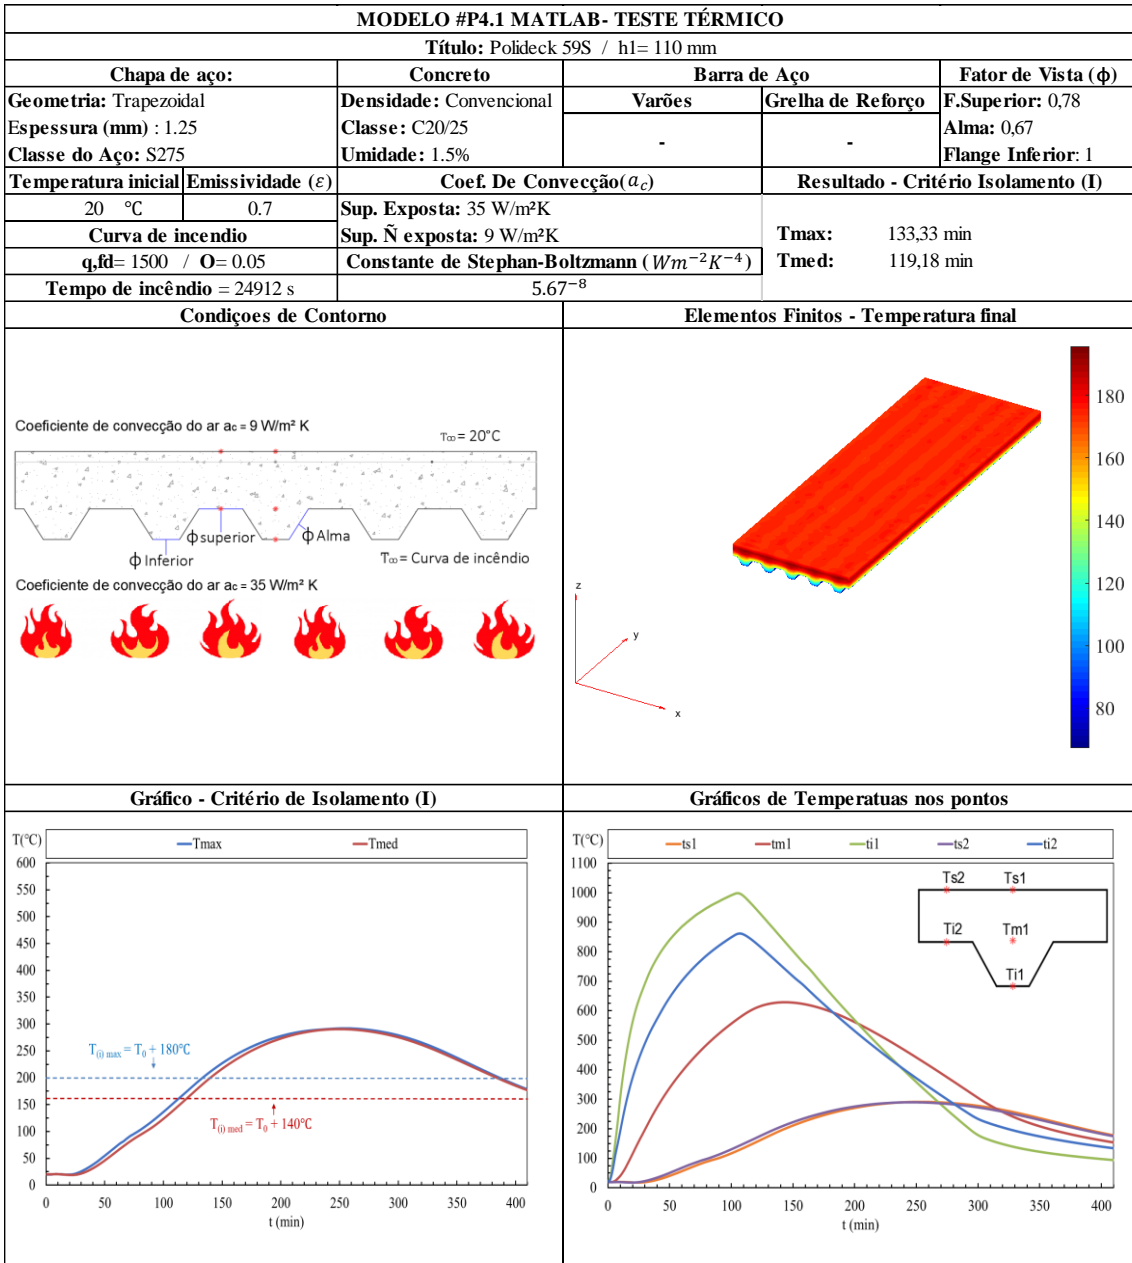 MODELO #P4.1 MATLAB- TESTE TÉRMICO
Título: Polideck 59S / h1= 110 mm
Chapa de aço:
Concreto
Barra de Aço
Fator de Vista (ϕ)
Geometria: Trapezoidal
Densidade: Convencional
Varões
Grelha de Reforço
F.Superior: 0,78
Espessura (mm) : 1.25
Classe: C20/25
-
-
Alma: 0,67
Classe do Aço: S275
Umidade: 1.5%
Flange Inferior: 1
Temperatura inicial
Emissividade (ε)
Coef. De Convecção(a_c)
Resultado - Critério Isolamento (I)
20 ℃
0.7
Sup. Exposta: 35 W/m²K
Curva de incendio
Sup. Ñ exposta: 9 W/m²K
Tmax: 133,33 min
q,fd= 1500 / O= 0.05
Constante de Stephan-Boltzmann (Wm⁻²K⁻⁴)
Tmed: 119,18 min
Tempo de incêndio = 24912 s
5.67⁻⁸
Condiçoes de Contorno
Elementos Finitos - Temperatura final
Coeficiente de convecção do ar ac = 9 W/m² K
T∞ = 20°C
ϕ superior
ϕ Alma
ϕ Inferior
T∞ = Curva de incêndio
Coeficiente de convecção do ar ac = 35 W/m² K
z
y
x
180
160
140
120
100
80
Gráfico - Critério de Isolamento (I)
Gráficos de Temperatuas nos pontos
T(°C)
Tmax
Tmed
600
550
500
450
400
350
300
250
200
150
100
50
0
T(i) max = T0 + 180℃
T(i) med = T0 + 140℃
0 50 100 150 200 250 300 350 400
t (min)
T(°C)
ts1
tm1
ti1
ts2
ti2
1100
1000
900
800
700
600
500
400
300
200
100
0
Ts2
Ts1
Ti2
Tm1
Ti1
0 50 100 150 200 250 300 350 400
t (min)